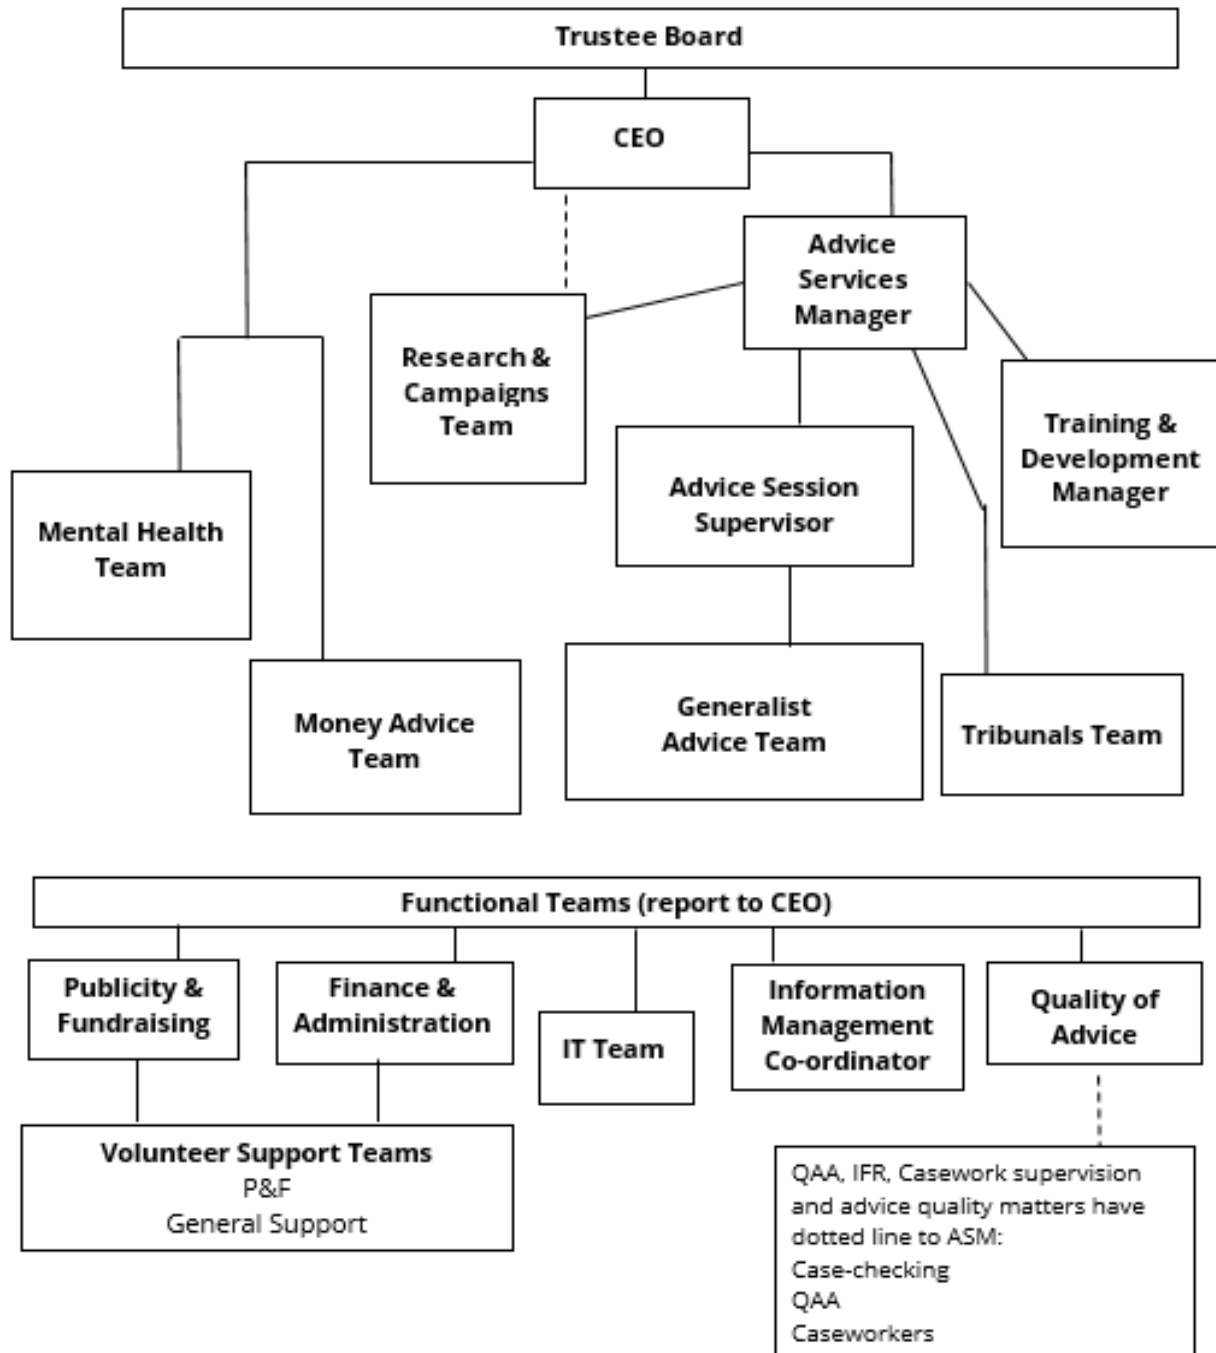 Trustee Board
CEO
Advice
Services
Manager
Research &
Campaigns
Team
Training &
Development
Manager
Advice Session
Supervisor
Mental Health
Team
Money Advice
Team
Generalist
Advice Team
Tribunals Team
Functional Teams (report to CEO)
Publicity &
Fundraising
Finance &
Administration
IT Team
Information
Management
Co-ordinator
Quality of
Advice
Volunteer Support Teams
P&F
General Support
QAA, IFR, Casework supervision
and advice quality matters have
dotted line to ASM:
Case-checking
QAA
Caseworkers